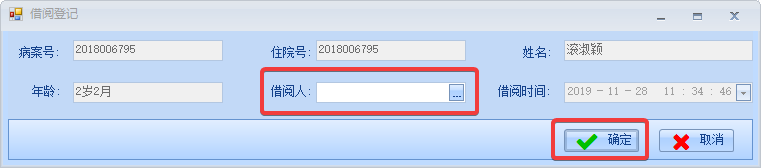 借阅登记
病案号: 2018006795 住院号: 2018006795 姓名: 滚淑颖
年龄: 2岁2月 借阅人: ... 借阅时间: 2019-11-28 11:34:46
确定 取消